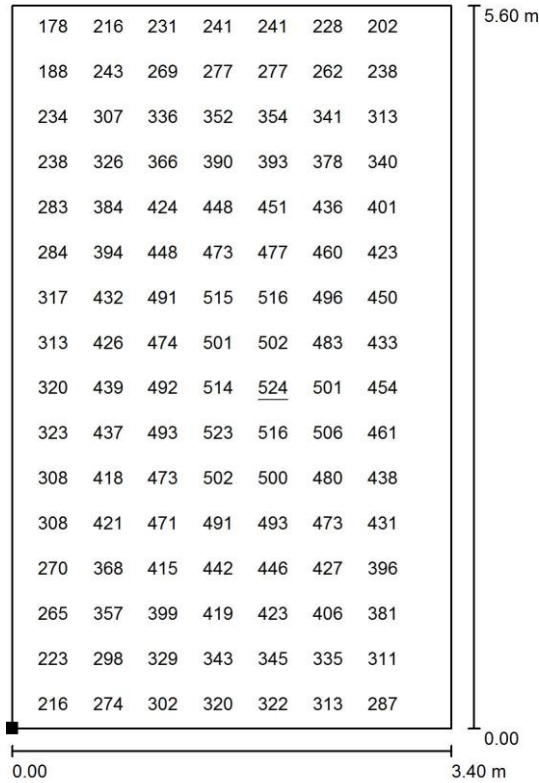 178 216 231 241 241 228 202
5.60 m
188 243 269 277 277 262 238
234 307 336 352 354 341 313
238 326 366 390 393 378 340
283 384 424 448 451 436 401
284 394 448 473 477 460 423
317 432 491 515 516 496 450
313 426 474 501 502 483 433
320 439 492 514 524 501 454
323 437 493 523 516 506 461
308 418 473 502 500 480 438
308 421 471 491 493 473 431
270 368 415 442 446 427 396
265 357 399 419 423 406 381
223 298 329 343 345 335 311
216 274 302 320 322 313 287
0.00
0.00 3.40 m